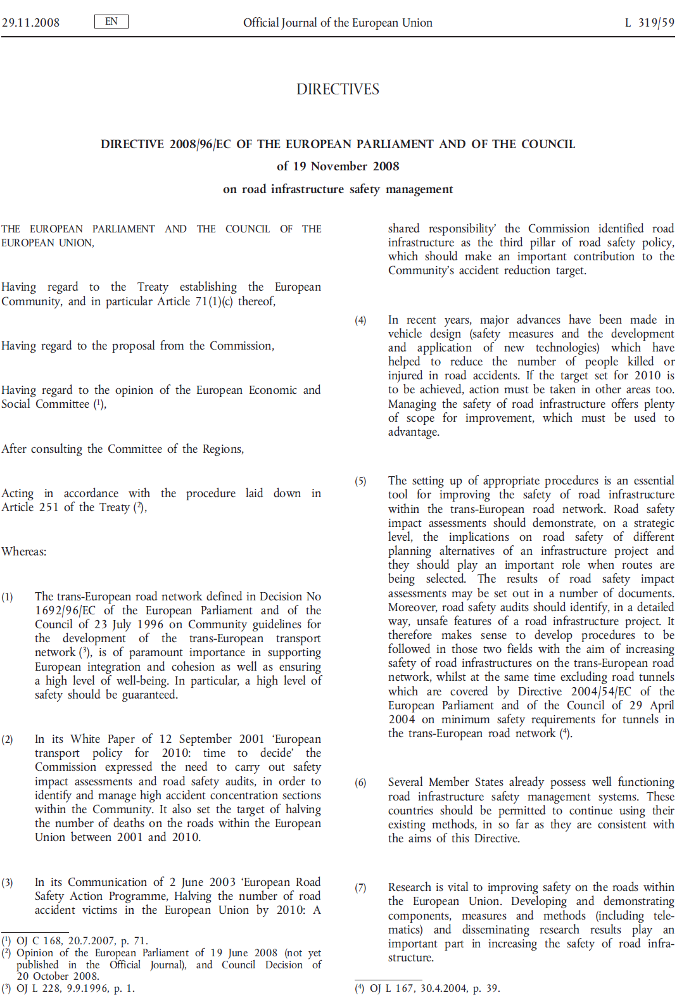 29.11.2008
EN
Official Journal of the European Union
L 319/59
DIRECTIVES
DIRECTIVE 2008/96/EC OF THE EUROPEAN PARLIAMENT AND OF THE COUNCIL
of 19 November 2008
on road infrastructure safety management
THE EUROPEAN PARLIAMENT AND THE COUNCIL OF THE
EUROPEAN UNION,
Having regard to the Treaty establishing the European
Community, and in particular Article 71(1)(c) thereof,
Having regard to the proposal from the Commission,
Having regard to the opinion of the European Economic and
Social Committee (¹),
After consulting the Committee of the Regions,
Acting in accordance with the procedure laid down in
Article 251 of the Treaty (²),
Whereas:
(1) The trans-European road network defined in Decision No
1692/96/EC of the European Parliament and of the
Council of 23 July 1996 on Community guidelines for
the development of the trans-European transport
network (³), is of paramount importance in supporting
European integration and cohesion as well as ensuring
a high level of well-being. In particular, a high level of
safety should be guaranteed.
(2) In its White Paper of 12 September 2001 ‘European
transport policy for 2010: time to decide’ the
Commission expressed the need to carry out safety
impact assessments and road safety audits, in order to
identify and manage high accident concentration sections
within the Community. It also set the target of halving
the number of deaths on the roads within the European
Union between 2001 and 2010.
(3) In its Communication of 2 June 2003 ‘European Road
Safety Action Programme, Halving the number of road
accident victims in the European Union by 2010: A
(¹) OJ C 168, 20.7.2007, p. 71.
(²) Opinion of the European Parliament of 19 June 2008 (not yet
published in the Official Journal), and Council Decision of
20 October 2008.
(³) OJ L 228, 9.9.1996, p. 1.
shared responsibility’ the Commission identified road
infrastructure as the third pillar of road safety policy,
which should make an important contribution to the
Community’s accident reduction target.
(4) In recent years, major advances have been made in
vehicle design (safety measures and the development
and application of new technologies) which have
helped to reduce the number of people killed or
injured in road accidents. If the target set for 2010 is
to be achieved, action must be taken in other areas too.
Managing the safety of road infrastructure offers plenty
of scope for improvement, which must be used to
advantage.
(5) The setting up of appropriate procedures is an essential
tool for improving the safety of road infrastructure
within the trans-European road network. Road safety
impact assessments should demonstrate, on a strategic
level, the implications on road safety of different
planning alternatives of an infrastructure project and
they should play an important role when routes are
being selected. The results of road safety impact
assessments may be set out in a number of documents.
Moreover, road safety audits should identify, in a detailed
way, unsafe features of a road infrastructure project. It
therefore makes sense to develop procedures to be
followed in those two fields with the aim of increasing
safety of road infrastructures on the trans-European road
network, whilst at the same time excluding road tunnels
which are covered by Directive 2004/54/EC of the
European Parliament and of the Council of 29 April
2004 on minimum safety requirements for tunnels in
the trans-European road network (⁴).
(6) Several Member States already possess well functioning
road infrastructure safety management systems. These
countries should be permitted to continue using their
existing methods, in so far as they are consistent with
the aims of this Directive.
(7) Research is vital to improving safety on the roads within
the European Union. Developing and demonstrating
components, measures and methods (including tele-
matics) and disseminating research results play an
important part in increasing the safety of road infra-
structure.
(⁴) OJ L 167, 30.4.2004, p. 39.